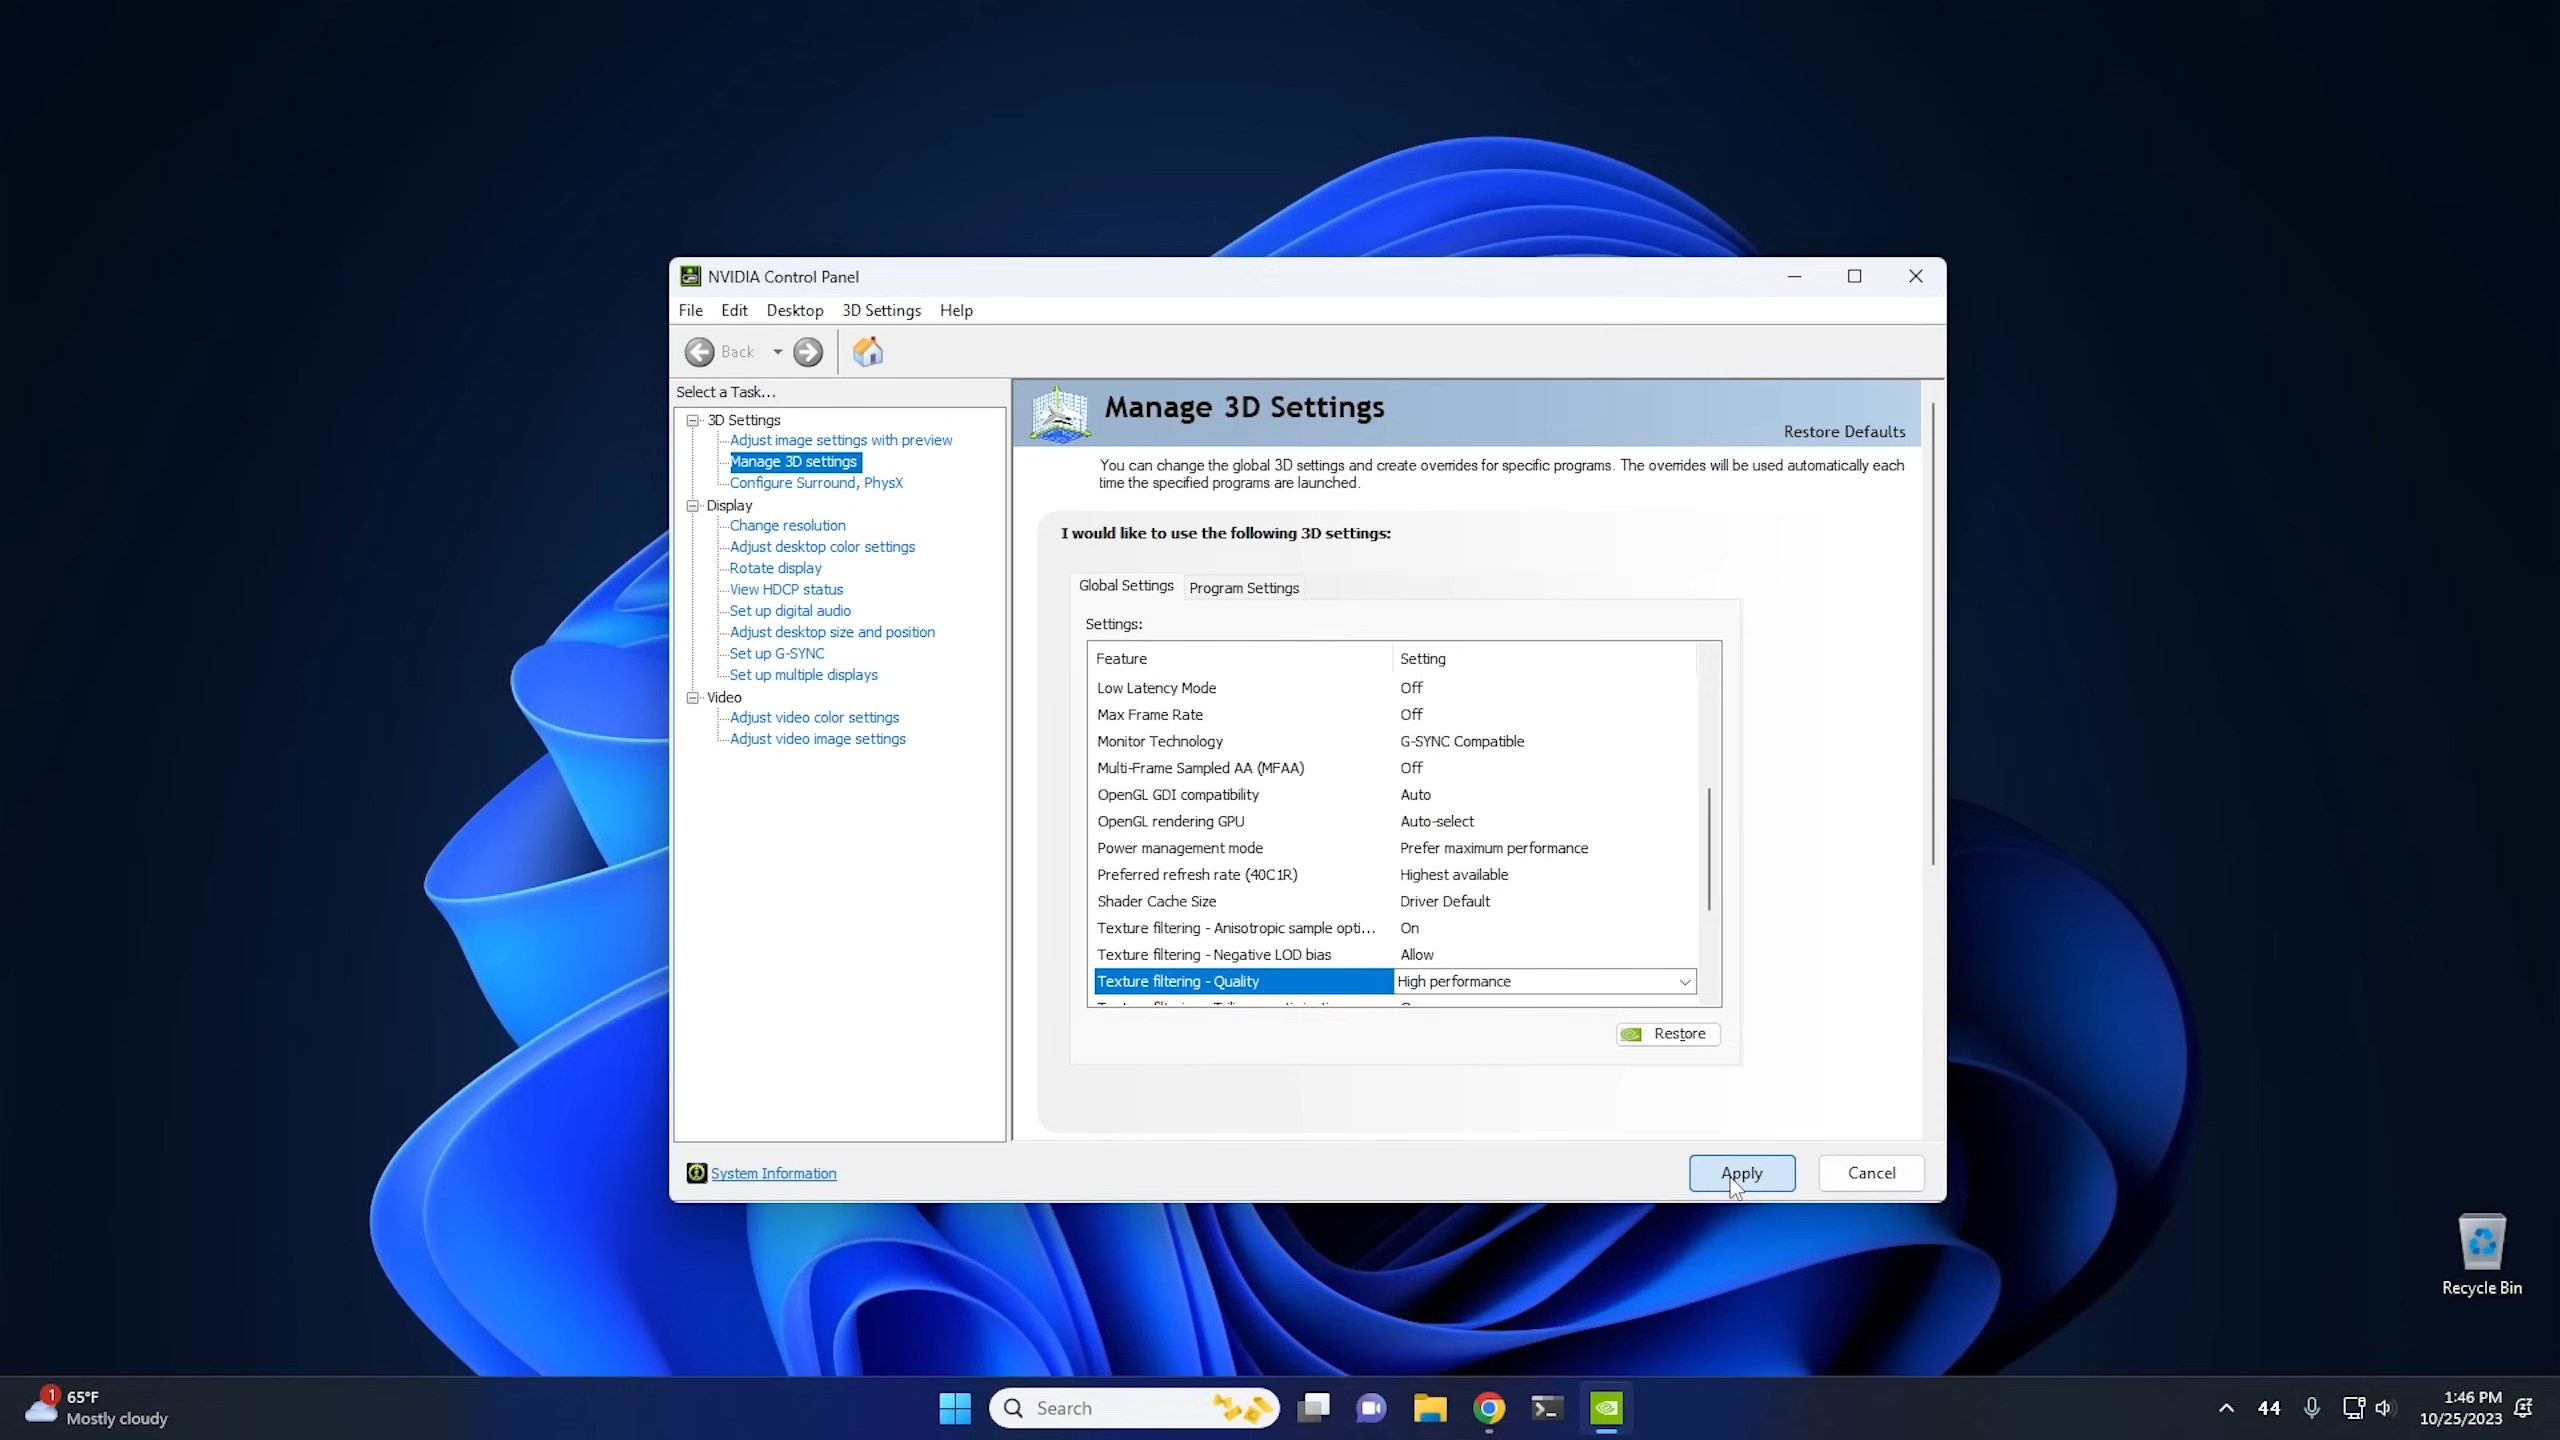 NVIDIA Control Panel
File Edit Desktop 3D Settings Help
Back
Select a Task...
3D Settings
Adjust image settings with preview
Manage 3D settings
Configure Surround, PhysX
Display
Change resolution
Adjust desktop color settings
Rotate display
View HDCP status
Set up digital audio
Adjust desktop size and position
Set up G-SYNC
Set up multiple displays
Video
Adjust video color settings
Adjust video image settings
System Information
Manage 3D Settings
Restore Defaults
You can change the global 3D settings and create overrides for specific programs. The overrides will be used automatically each
time the specified programs are launched.
I would like to use the following 3D settings:
Global Settings Program Settings
Settings:
Feature Setting
Low Latency Mode Off
Max Frame Rate Off
Monitor Technology G-SYNC Compatible
Multi-Frame Sampled AA (MFAA) Off
OpenGL GDI compatibility Auto
OpenGL rendering GPU Auto-select
Power management mode Prefer maximum performance
Preferred refresh rate (40C1R) Highest available
Shader Cache Size Driver Default
Texture filtering - Anisotropic sample opti... On
Texture filtering - Negative LOD bias Allow
Texture filtering - Quality High performance
Restore
Apply Cancel
Recycle Bin
1
65°F
Mostly cloudy
Search
44
1:46 PM
10/25/2023